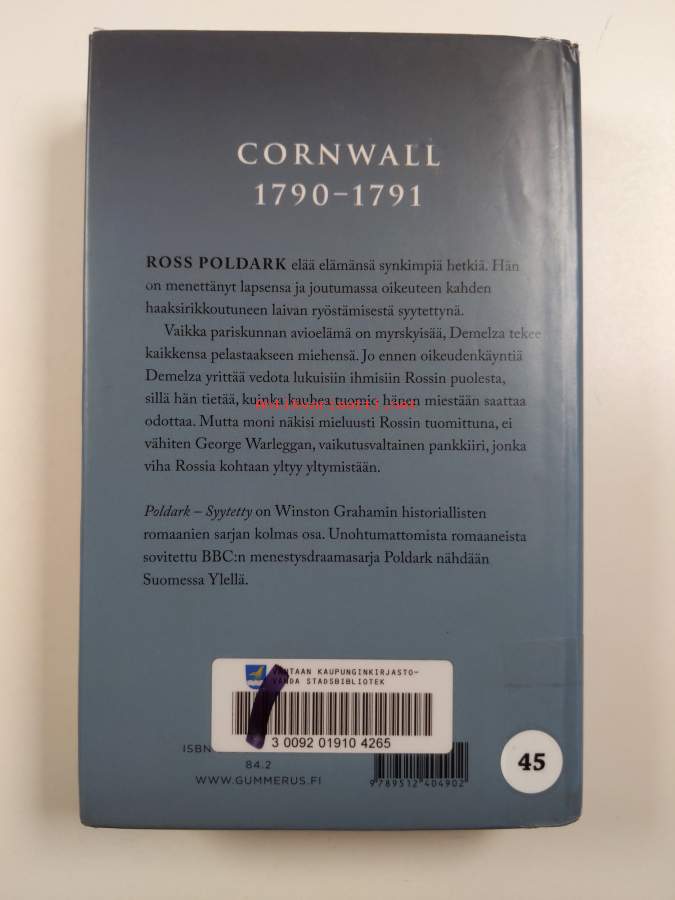 CORNWALL
1790–1791
ROSS POLDARK elää elämänsä synkimpiä hetkiä. Hän
on menettänyt lapsensa ja joutumassa oikeuteen kahden
haaksirikkoutuneen laivan ryöstämisestä syytettynä.
Vaikka pariskunnan avioelämä on myrskyisää, Demelza tekee
kaikkensa pelastaakseen miehensä. Jo ennen oikeudenkäyntiä
Demelza yrittää vedota lukuisiin ihmisiin Rossin puolesta,
sillä hän tietää, kuinka kauhea tuomio hänen miestään saattaa
odottaa. Mutta moni näkisi mieluusti Rossin tuomittuna, ei
vähiten George Warleggan, vaikutusvaltainen pankkiiri, jonka
viha Rossia kohtaan yltyy yltymistään.
Poldark – Syytetty on Winston Grahamin historiallisten
romaanien sarjan kolmas osa. Unohtumattomista romaaneista
sovitettu BBC:n menestysdraamasarja Poldark nähdään
Suomessa Ylellä.
VANTAAN KAUPUNGINKIRJASTO-
VANDA STADSBIBLIOTEK
3 0092 01910 4265
ISBN
84.2
WWW.GUMMERUS.FI
9 789512 404902
45